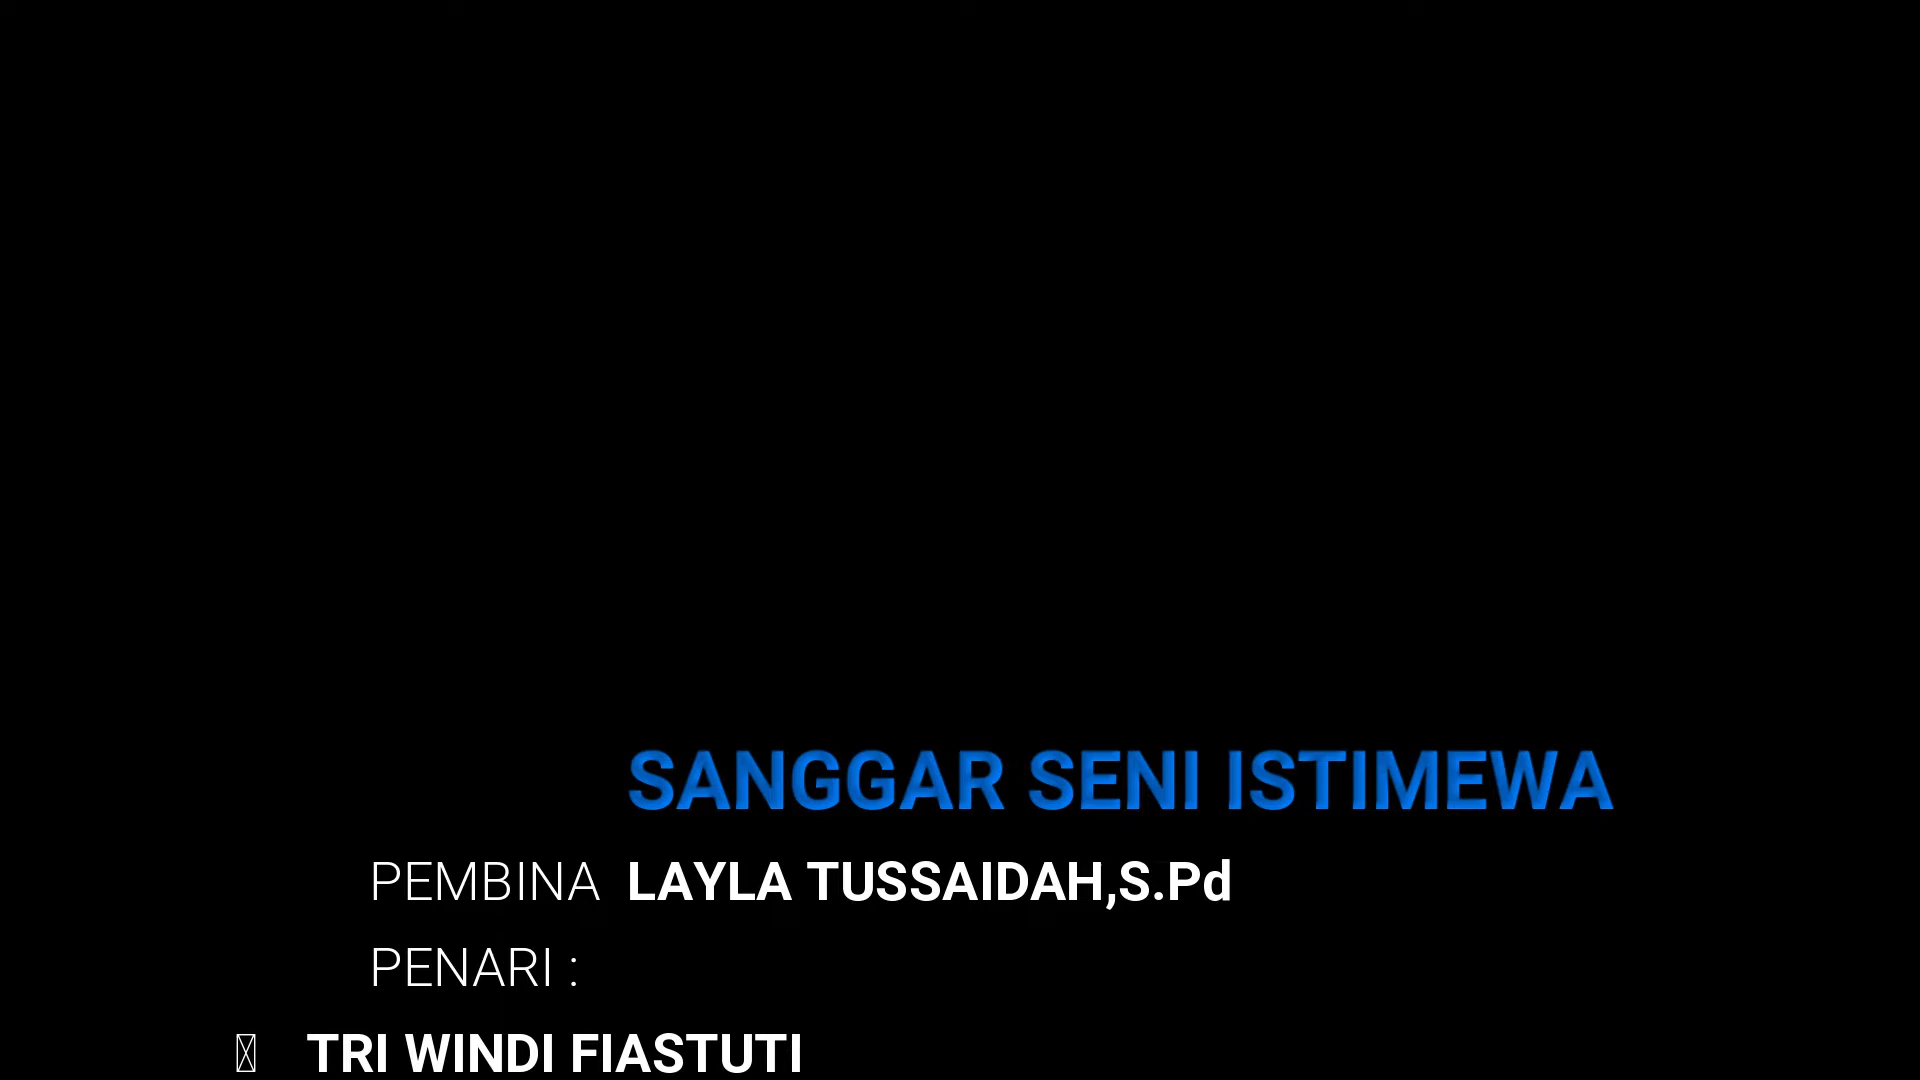 SANGGAR SENI ISTIMEWA
PEMBINA LAYLA TUSSAIDAH,S.Pd
PENARI :
TRI WINDI FIASTUTI